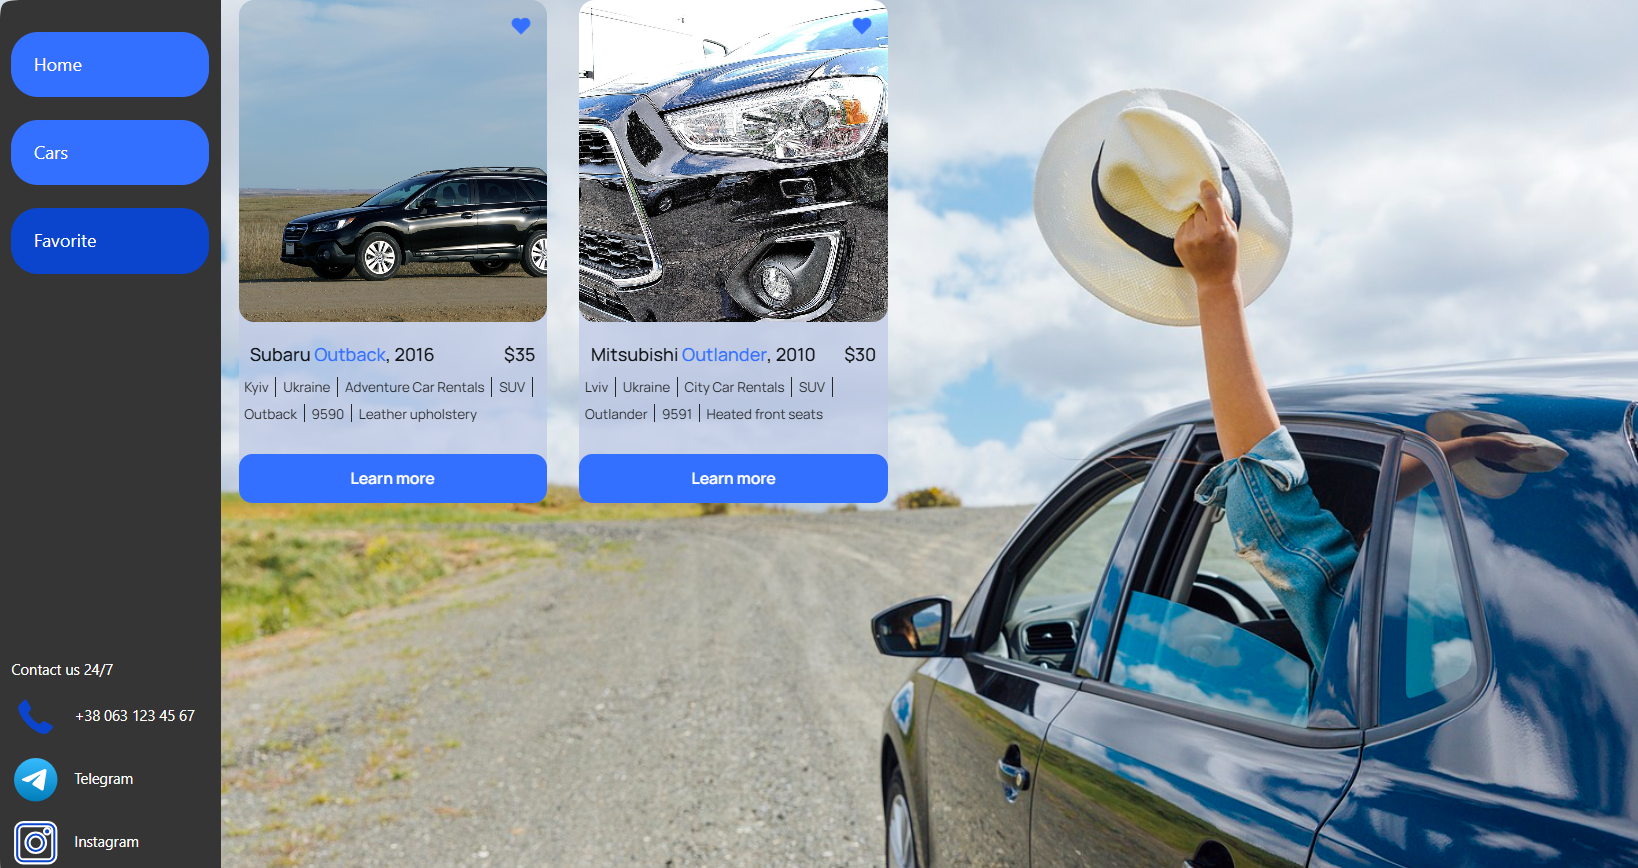 Home
Cars
Favorite
Contact us 24/7
+38 063 123 45 67
Telegram
Instagram
Subaru Outback, 2016 $35
Kyiv | Ukraine | Adventure Car Rentals | SUV |
Outback | 9590 | Leather upholstery
Learn more
Mitsubishi Outlander, 2010 $30
Lviv | Ukraine | City Car Rentals | SUV |
Outlander | 9591 | Heated front seats
Learn more